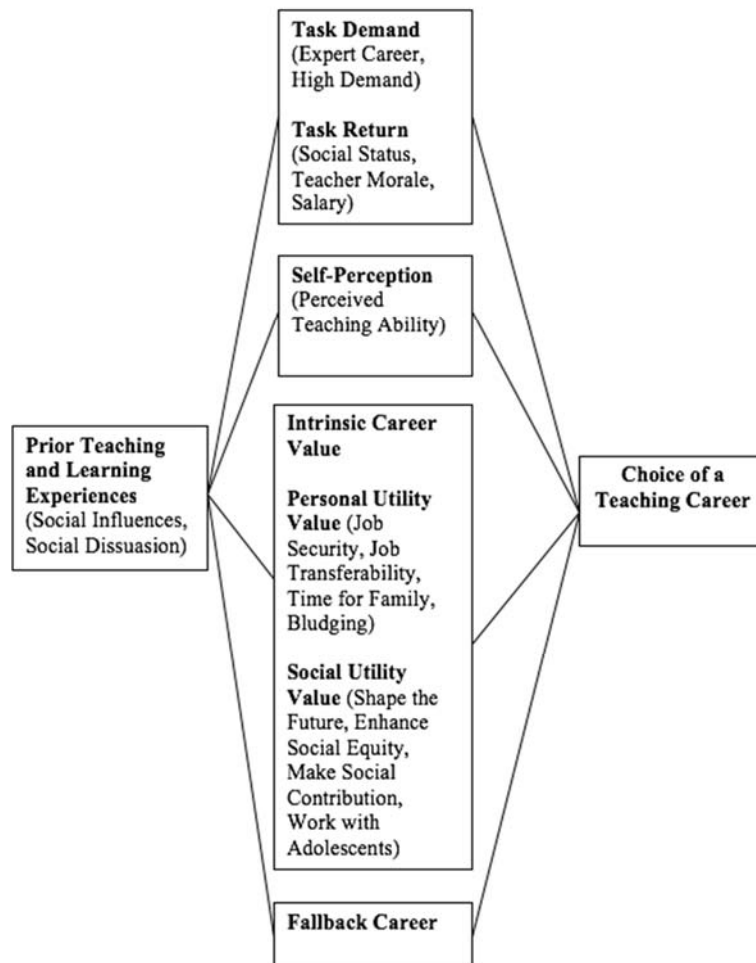 Task Demand
(Expert Career,
High Demand)
Task Return
(Social Status,
Teacher Morale,
Salary)
Self-Perception
(Perceived
Teaching Ability)
Prior Teaching
and Learning
Experiences
(Social Influences,
Social Dissuasion)
Intrinsic Career
Value
Personal Utility
Value (Job
Security, Job
Transferability,
Time for Family,
Bludging)
Social Utility
Value (Shape the
Future, Enhance
Social Equity,
Make Social
Contribution,
Work with
Adolescents)
Fallback Career
Choice of a
Teaching Career